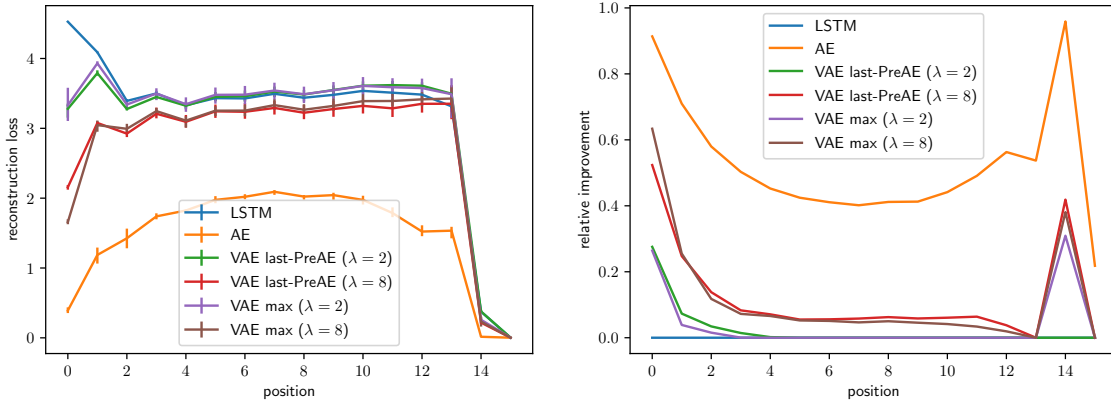 4
3
2
1
0
reconstruction loss
0
2
4
6
8
10
12
14
position
LSTM
AE
VAE last-PreAE (λ = 2)
VAE last-PreAE (λ = 8)
VAE max (λ = 2)
VAE max (λ = 8)
1.0
0.8
0.6
0.4
0.2
0.0
relative improvement
0
2
4
6
8
10
12
14
position
LSTM
AE
VAE last-PreAE (λ = 2)
VAE last-PreAE (λ = 8)
VAE max (λ = 2)
VAE max (λ = 8)